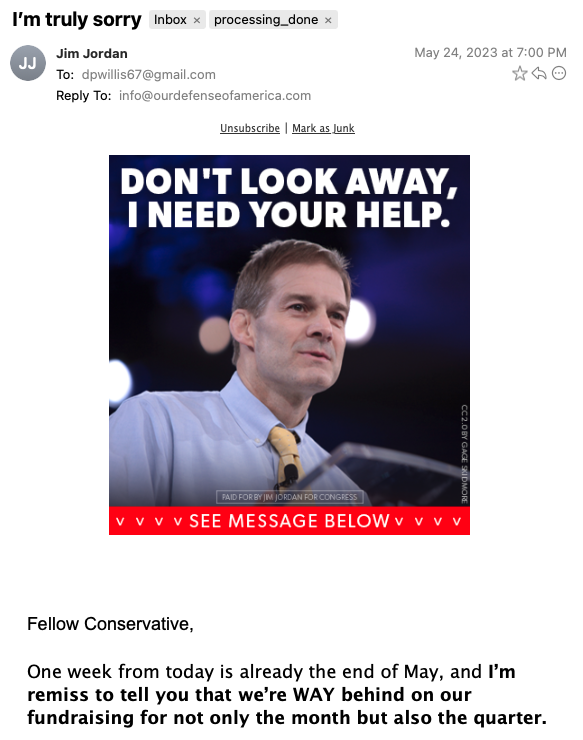 I'm truly sorry Inbox × processing_done ×
JJ
Jim Jordan May 24, 2023 at 7:00 PM
To: dpwillis67@gmail.com
Reply To: info@ourdefenseofamerica.com
Unsubscribe | Mark as Junk
DON'T LOOK AWAY,
I NEED YOUR HELP.
CC 2.0 BY GAGE SKIDMORE
PAID FOR BY JIM JORDAN FOR CONGRESS
v v v v SEE MESSAGE BELOW v v v v
Fellow Conservative,
One week from today is already the end of May, and I'm
remiss to tell you that we're WAY behind on our
fundraising for not only the month but also the quarter.